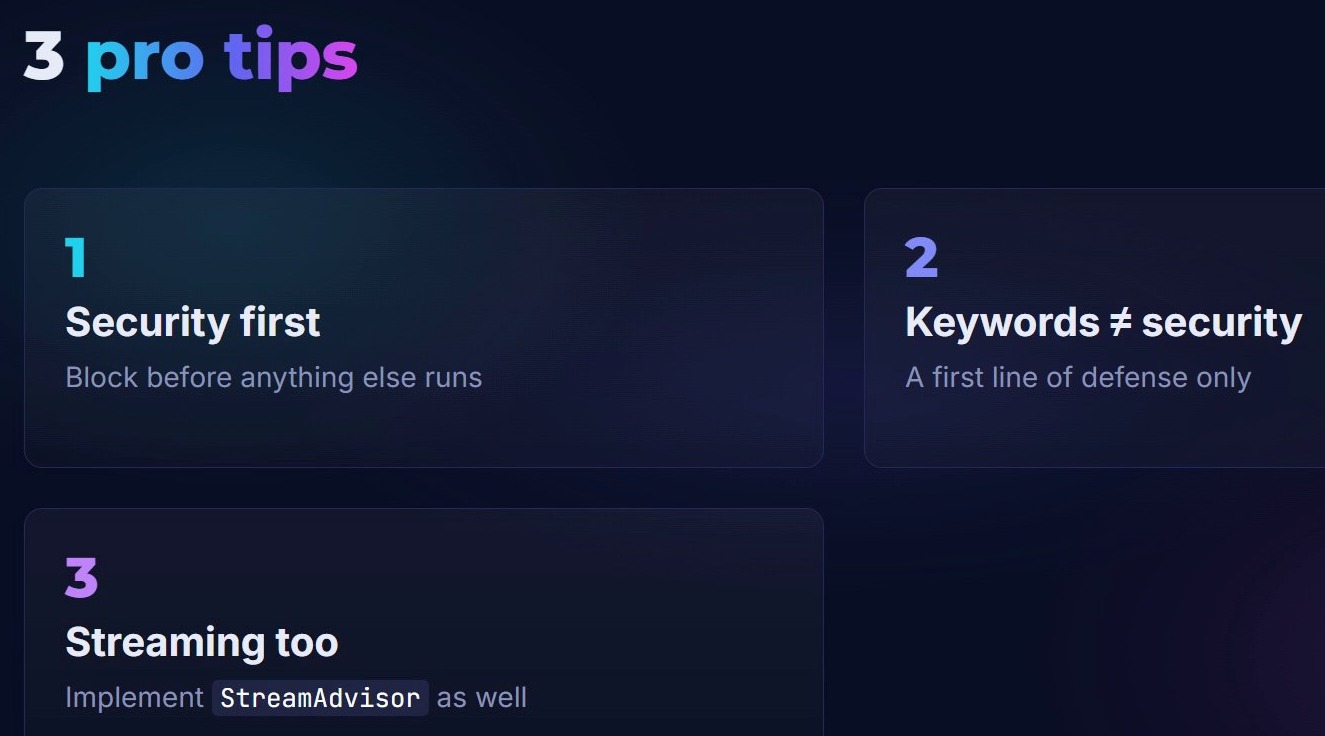 3 pro tips
1
Security first
Block before anything else runs
2
Keywords ≠ security
A first line of defense only
3
Streaming too
Implement StreamAdvisor as well